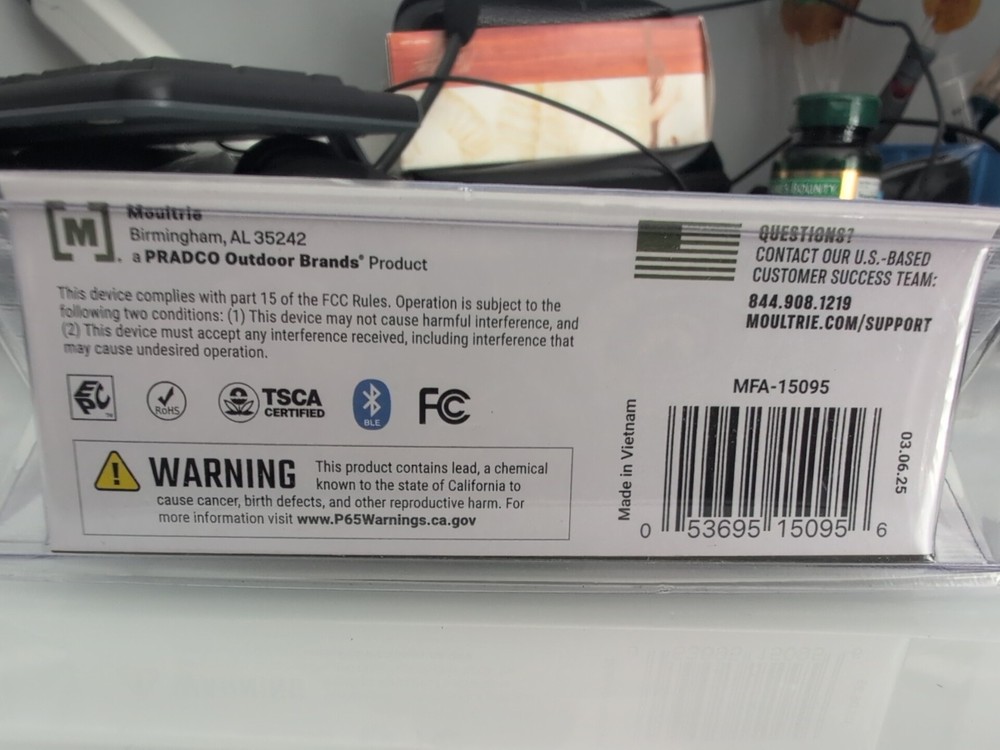 [M].
Moultrie
Birmingham, AL 35242
a PRADCO Outdoor Brands® Product
This device complies with part 15 of the FCC Rules. Operation is subject to the
following two conditions: (1) This device may not cause harmful interference, and
(2) This device must accept any interference received, including interference that
may cause undesired operation.
EPC™
RoHS
TSCA
CERTIFIED
BLE
FC
WARNING
This product contains lead, a chemical
known to the state of California to
cause cancer, birth defects, and other reproductive harm. For
more information visit www.P65Warnings.ca.gov
QUESTIONS?
CONTACT OUR U.S.-BASED
CUSTOMER SUCCESS TEAM:
844.908.1219
MOULTRIE.COM/SUPPORT
Made in Vietnam
MFA-15095
0 53695 15095 6
03.06.25
BOUNTY